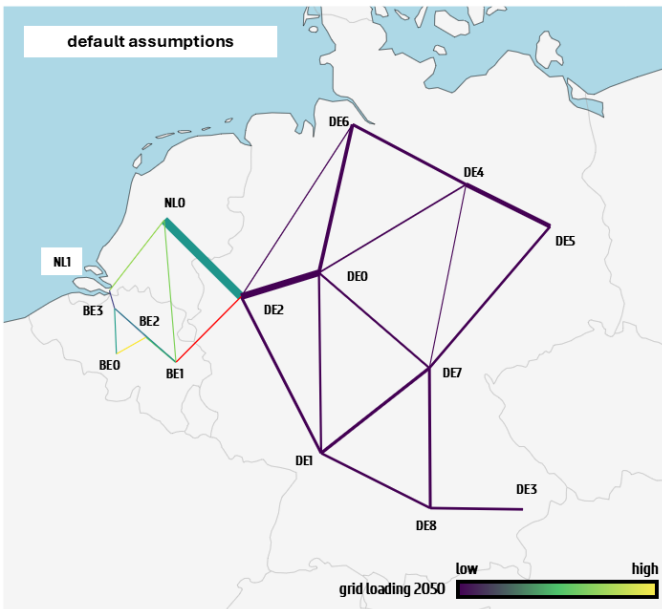 default assumptions
DE6
DE4
NL0
DE5
NL1
DE0
BE3
DE2
BE2
BE0
BE1
DE7
DE1
DE3
DE8
low
high
grid loading 2050